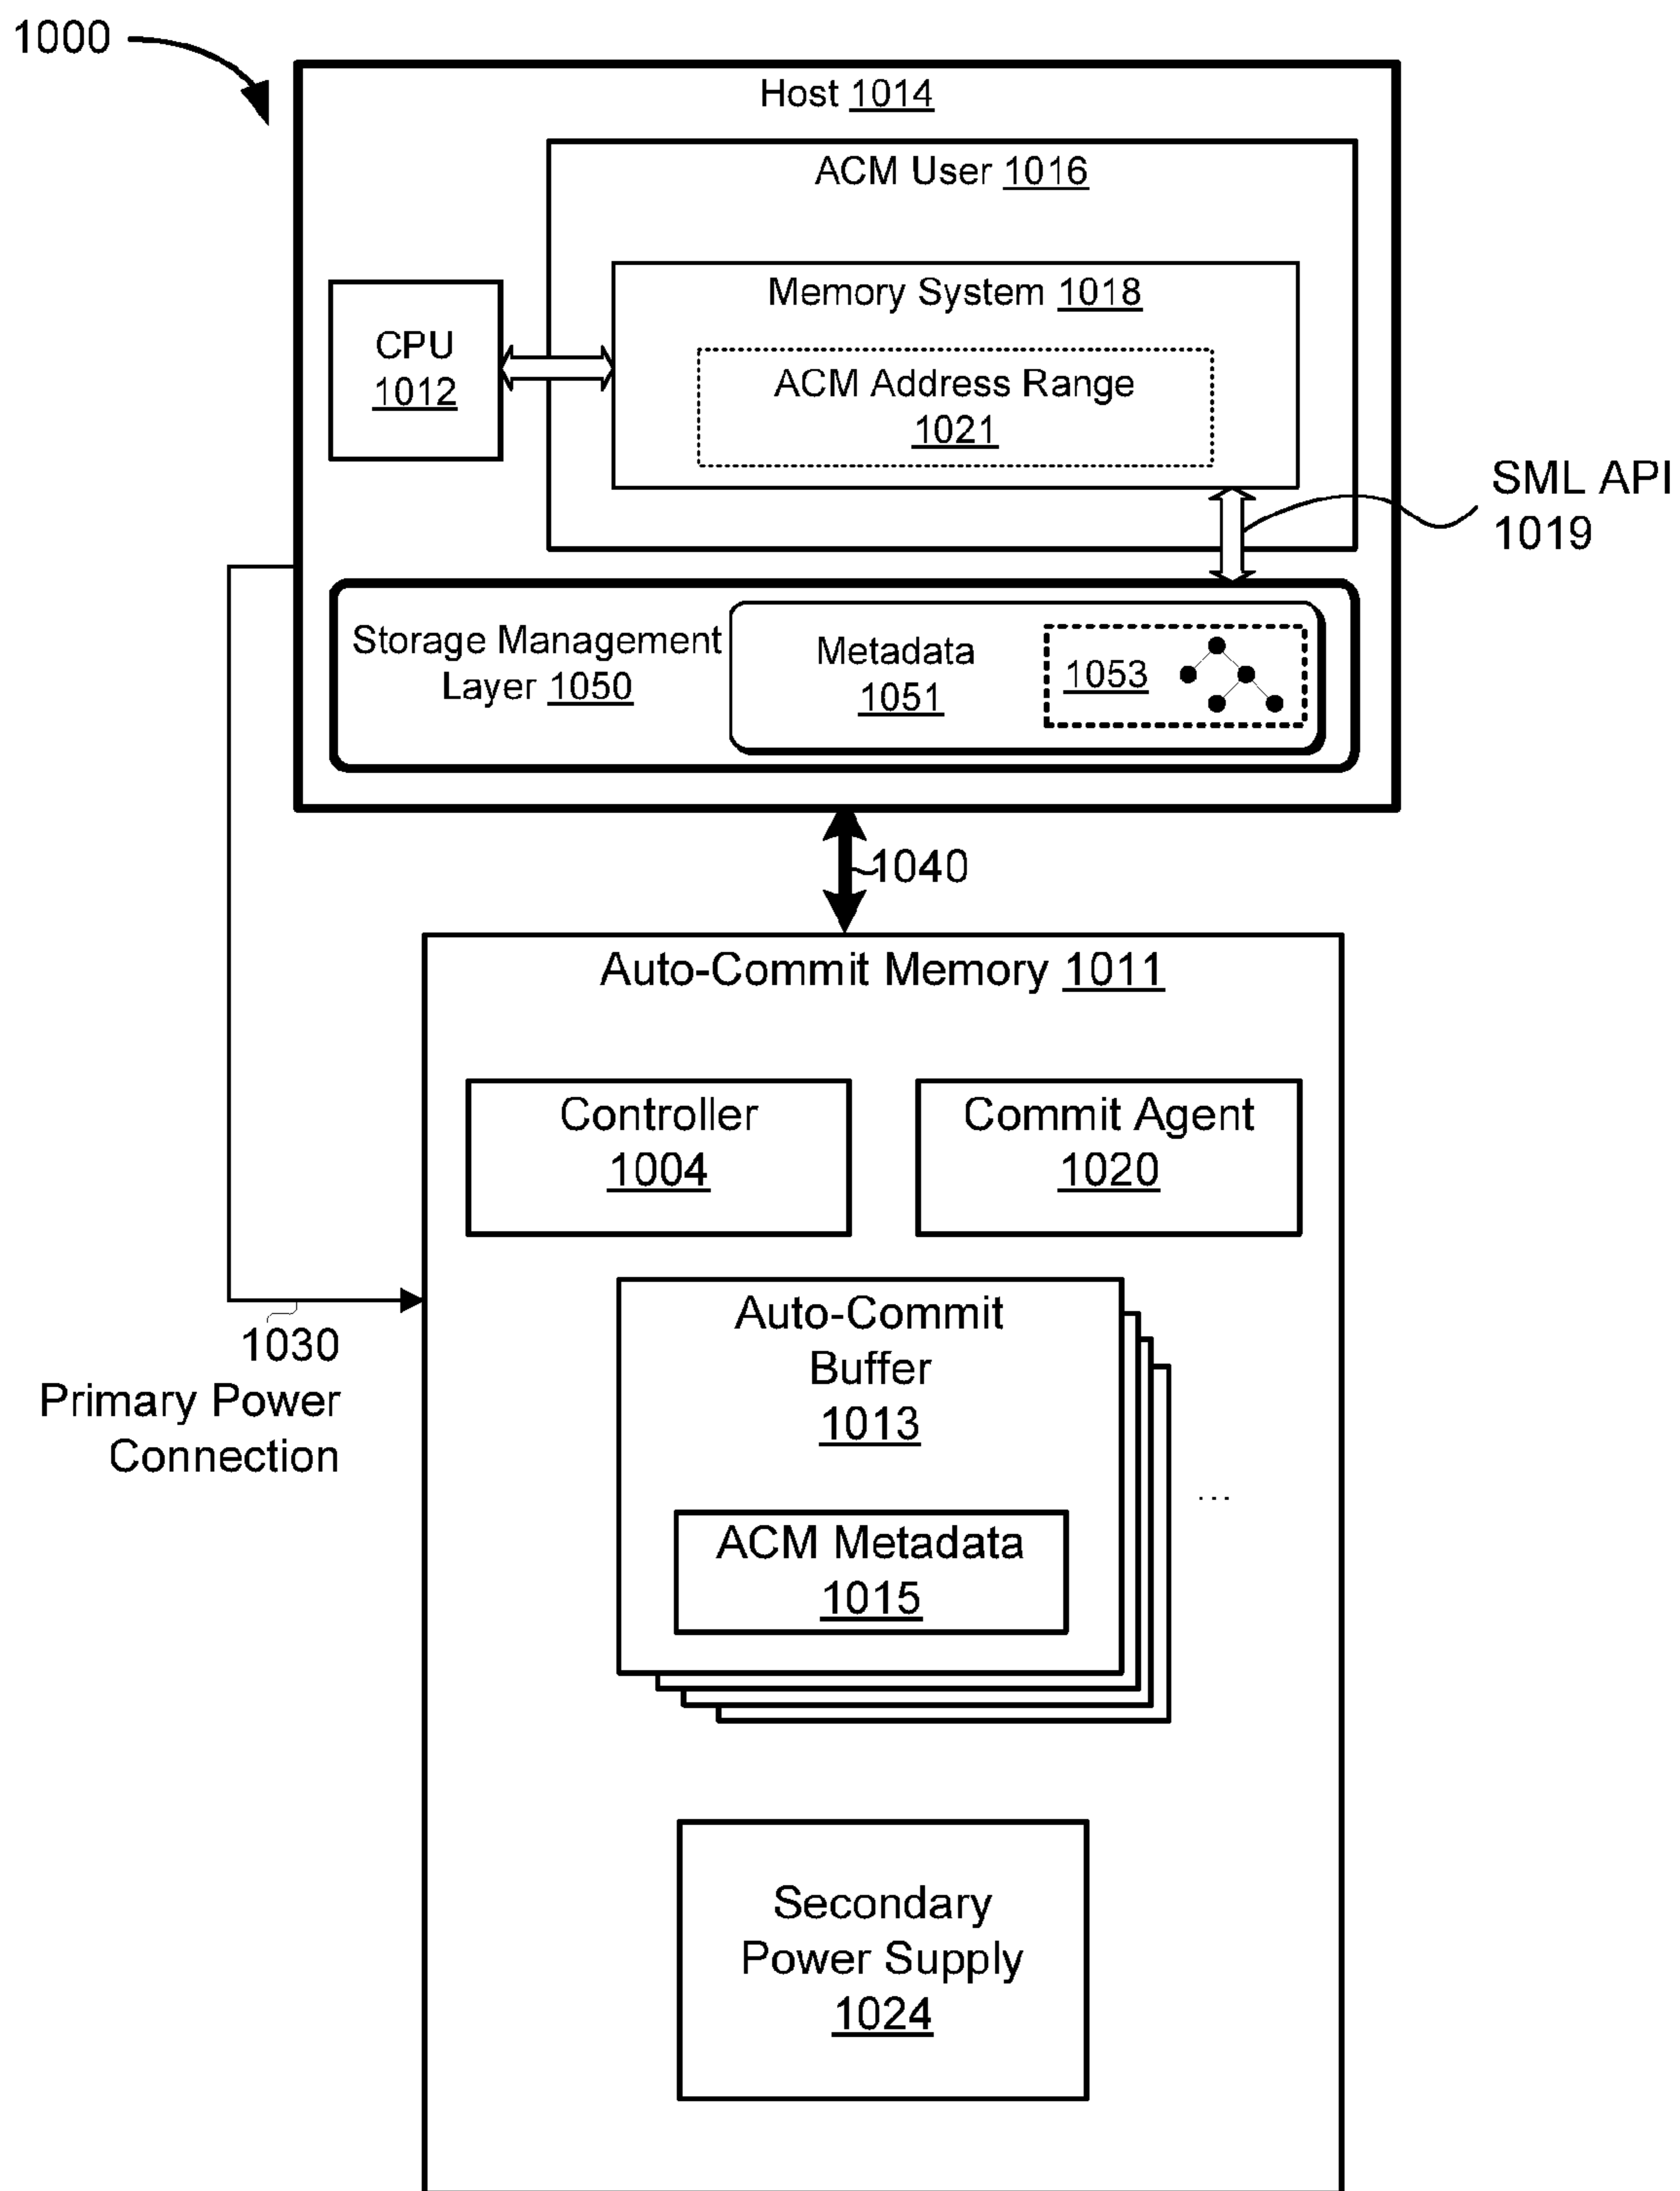 1000
Host 1014
ACM User 1016
Memory System 1018
CPU
1012
ACM Address Range
1021
SML API
1019
Storage Management
Layer 1050
Metadata
1051
1053
1040
Auto-Commit Memory 1011
Controller
1004
Commit Agent
1020
1030
Primary Power
Connection
Auto-Commit
Buffer
1013
...
ACM Metadata
1015
Secondary
Power Supply
1024